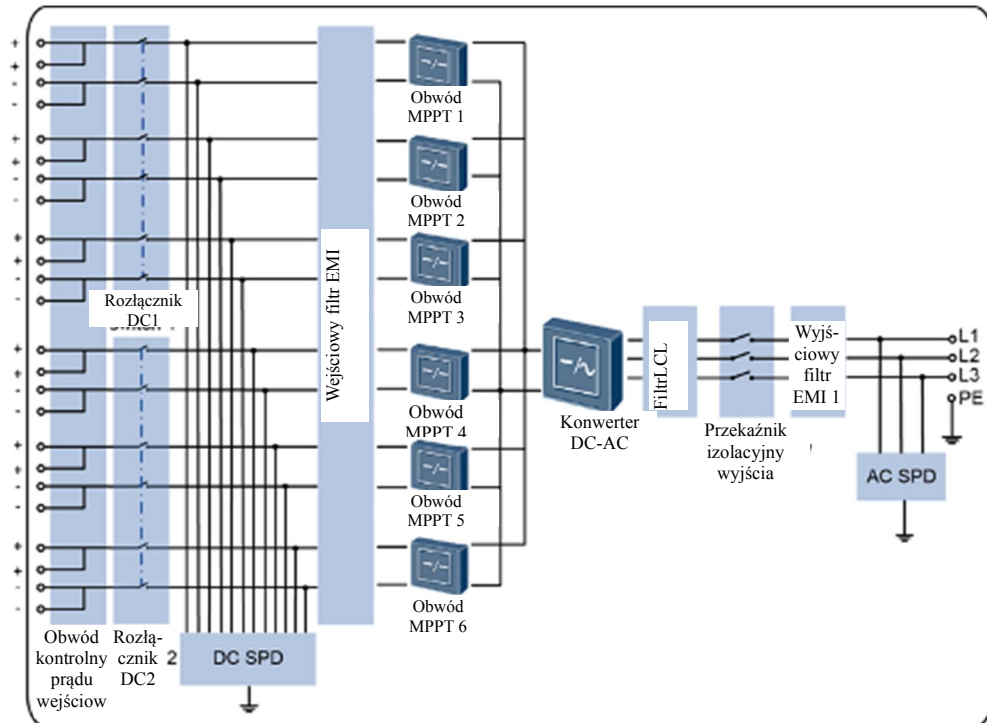 +
+
-
-
+
+
-
-
+
+
-
-
Rozłącznik
DC1
+
+
-
-
+
+
-
-
+
+
-
-
Obwód
kontrolny
prądu
wejściow
Rozłą-
cznik 2
DC2
DC SPD
Wejściowy filtr EMI
Obwód
MPPT 1
Obwód
MPPT 2
Obwód
MPPT 3
Obwód
MPPT 4
Obwód
MPPT 5
Obwód
MPPT 6
Konwerter
DC-AC
FiltrLCL
Przekaźnik
izolacyjny
wyjścia
Wyjś-
ciowy
filtr
EMI 1
L1
L2
L3
PE
AC SPD